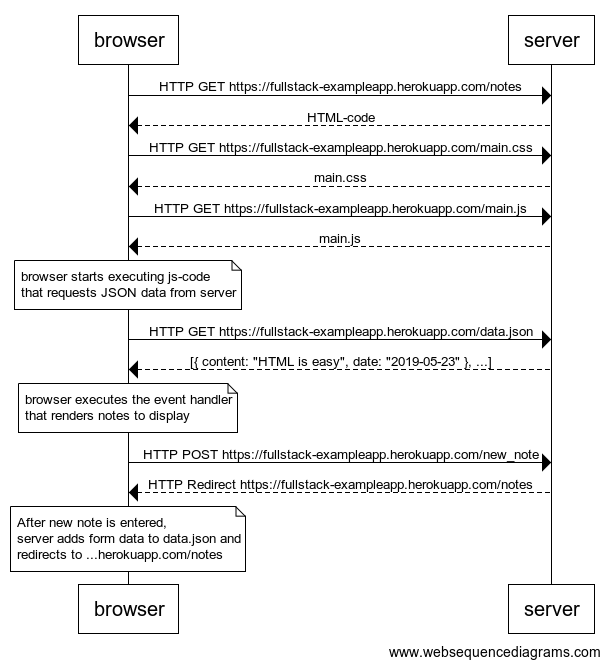 browser
server
HTTP GET https://fullstack-exampleapp.herokuapp.com/notes
HTML-code
HTTP GET https://fullstack-exampleapp.herokuapp.com/main.css
main.css
HTTP GET https://fullstack-exampleapp.herokuapp.com/main.js
main.js
browser starts executing js-code
that requests JSON data from server
HTTP GET https://fullstack-exampleapp.herokuapp.com/data.json
[{ content: "HTML is easy", date: "2019-05-23" }, ...]
browser executes the event handler
that renders notes to display
HTTP POST https://fullstack-exampleapp.herokuapp.com/new_note
HTTP Redirect https://fullstack-exampleapp.herokuapp.com/notes
After new note is entered,
server adds form data to data.json and
redirects to ...herokuapp.com/notes
browser
server
www.websequencediagrams.com